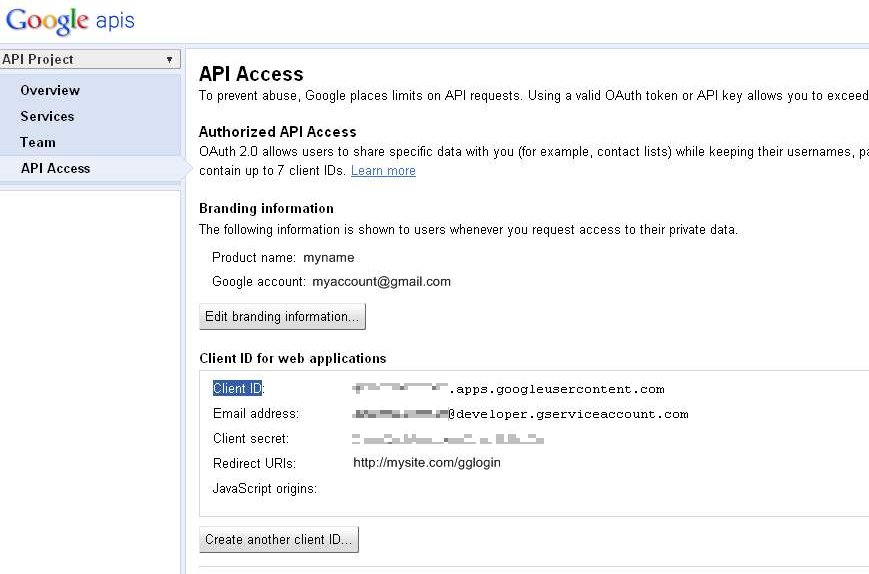 Google apis
API Project
Overview
Services
Team
API Access
API Access
To prevent abuse, Google places limits on API requests. Using a valid OAuth token or API key allows you to exceed
Authorized API Access
OAuth 2.0 allows users to share specific data with you (for example, contact lists) while keeping their usernames,
contain up to 7 client IDs. Learn more
Branding information
The following information is shown to users whenever you request access to their private data.
Product name: myname
Google account: myaccount@gmail.com
Edit branding information...
Client ID for web applications
Client ID: .apps.googleusercontent.com
Email address: @developer.gserviceaccount.com
Client secret:
Redirect URIs: http://mysite.com/gglogin
JavaScript origins:
Create another client ID...